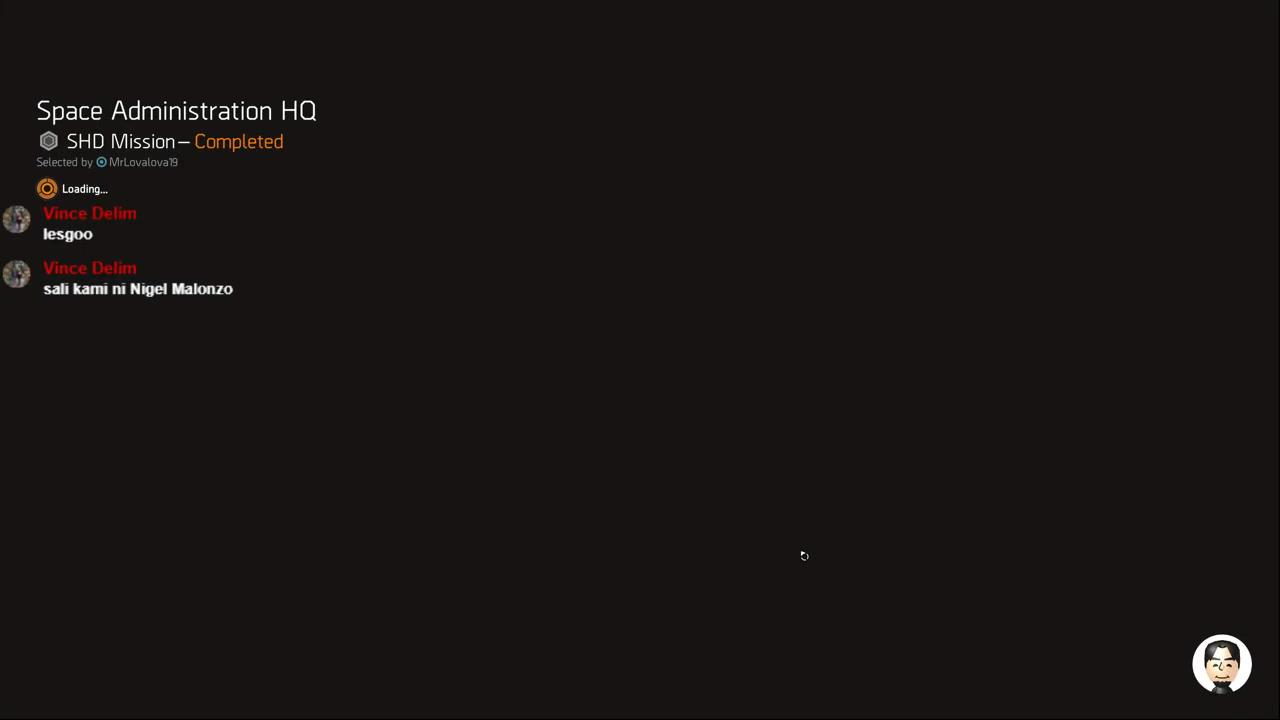 Space Administration HQ
SHD Mission — Completed
Selected by MrLovalova19
Loading...
Vince Delim
lesgoo
Vince Delim
sali kami ni Nigel Malonzo